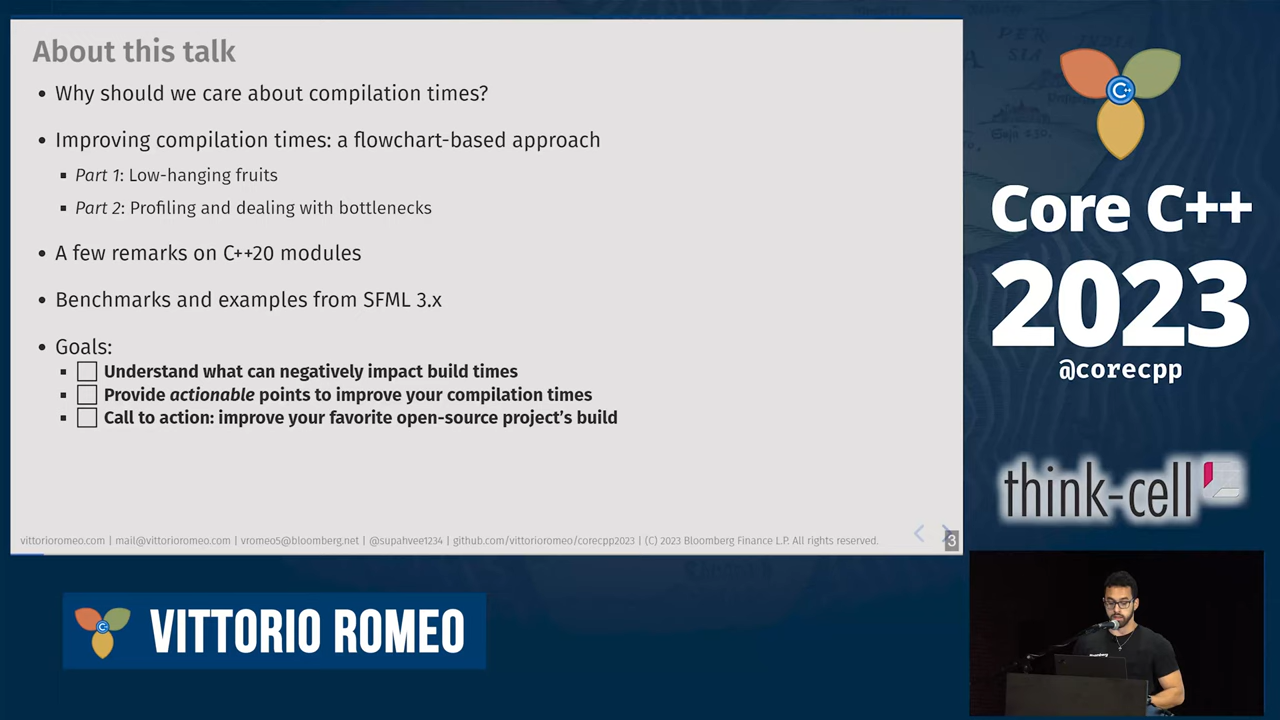 About this talk
• Why should we care about compilation times?
• Improving compilation times: a flowchart-based approach
▪ Part 1: Low-hanging fruits
▪ Part 2: Profiling and dealing with bottlenecks
• A few remarks on C++20 modules
• Benchmarks and examples from SFML 3.x
• Goals:
▪ ☐ Understand what can negatively impact build times
▪ ☐ Provide actionable points to improve your compilation times
▪ ☐ Call to action: improve your favorite open-source project's build
vittorioromeo.com | mail@vittorioromeo.com | vromeo5@bloomberg.net | @supahvee1234 | github.com/vittorioromeo/corecpp2023 | (C) 2023 Bloomberg Finance L.P. All rights reserved.
3
C++
Core C++
2023
@corecpp
think-cell
VITTORIO ROMEO